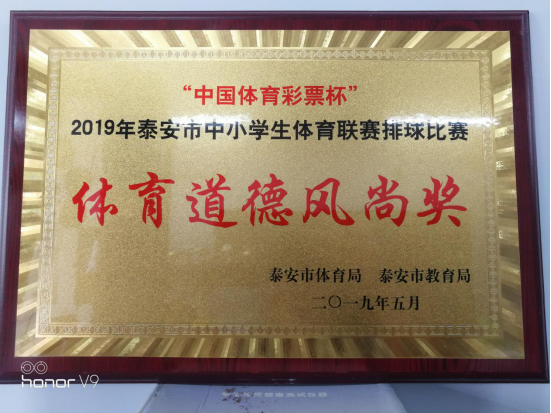 “中国体育彩票杯”
2019年泰安市中小学生体育联赛排球比赛
体育道德风尚奖
泰安市体育局 泰安市教育局
二〇一九年五月
honor V9